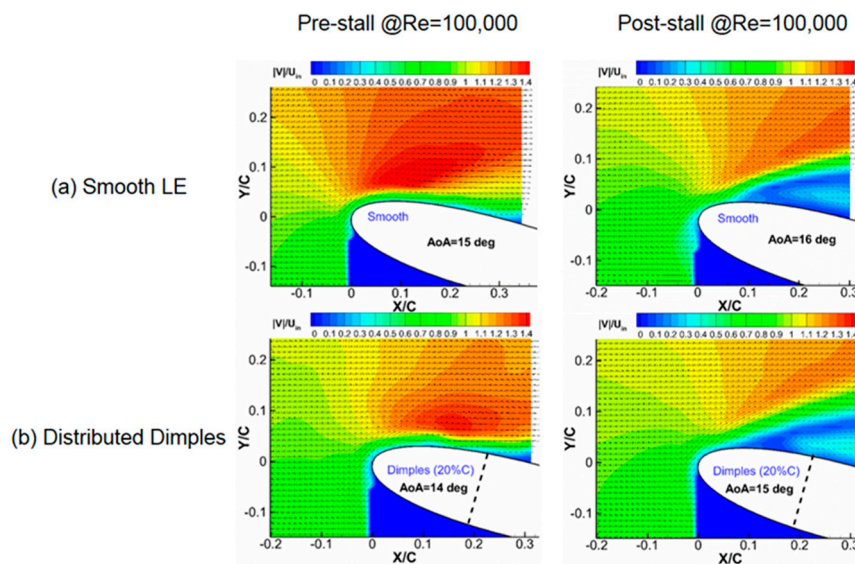 Pre-stall @Re=100,000
Post-stall @Re=100,000
(a) Smooth LE
|V|/U_in
0 0.1 0.2 0.3 0.4 0.5 0.6 0.7 0.8 0.9 1 1.1 1.2 1.3 1.4
Y/C
0.2
0.1
0
-0.1
Smooth
AoA=15 deg
-0.1 0 0.1 0.2 0.3
X/C
|V|/U_in
0 0.1 0.2 0.3 0.4 0.5 0.6 0.7 0.8 0.9 1 1.1 1.2 1.3 1.4
Y/C
0.2
0.1
0
-0.1
Smooth
AoA=16 deg
-0.2 -0.1 0 0.1 0.2 0.3
X/C
(b) Distributed Dimples
|V|/U_in
0 0.1 0.2 0.3 0.4 0.5 0.6 0.7 0.8 0.9 1 1.1 1.2 1.3 1.4
Y/C
0.2
0.1
0
-0.1
Dimples (20%C)
AoA=14 deg
-0.2 -0.1 0 0.1 0.2 0.3
X/C
|V|/U_in
0 0.1 0.2 0.3 0.4 0.5 0.6 0.7 0.8 0.9 1 1.1 1.2 1.3 1.4
Y/C
0.2
0.1
0
-0.1
Dimples (20%C)
AoA=15 deg
-0.2 -0.1 0 0.1 0.2 0.3
X/C